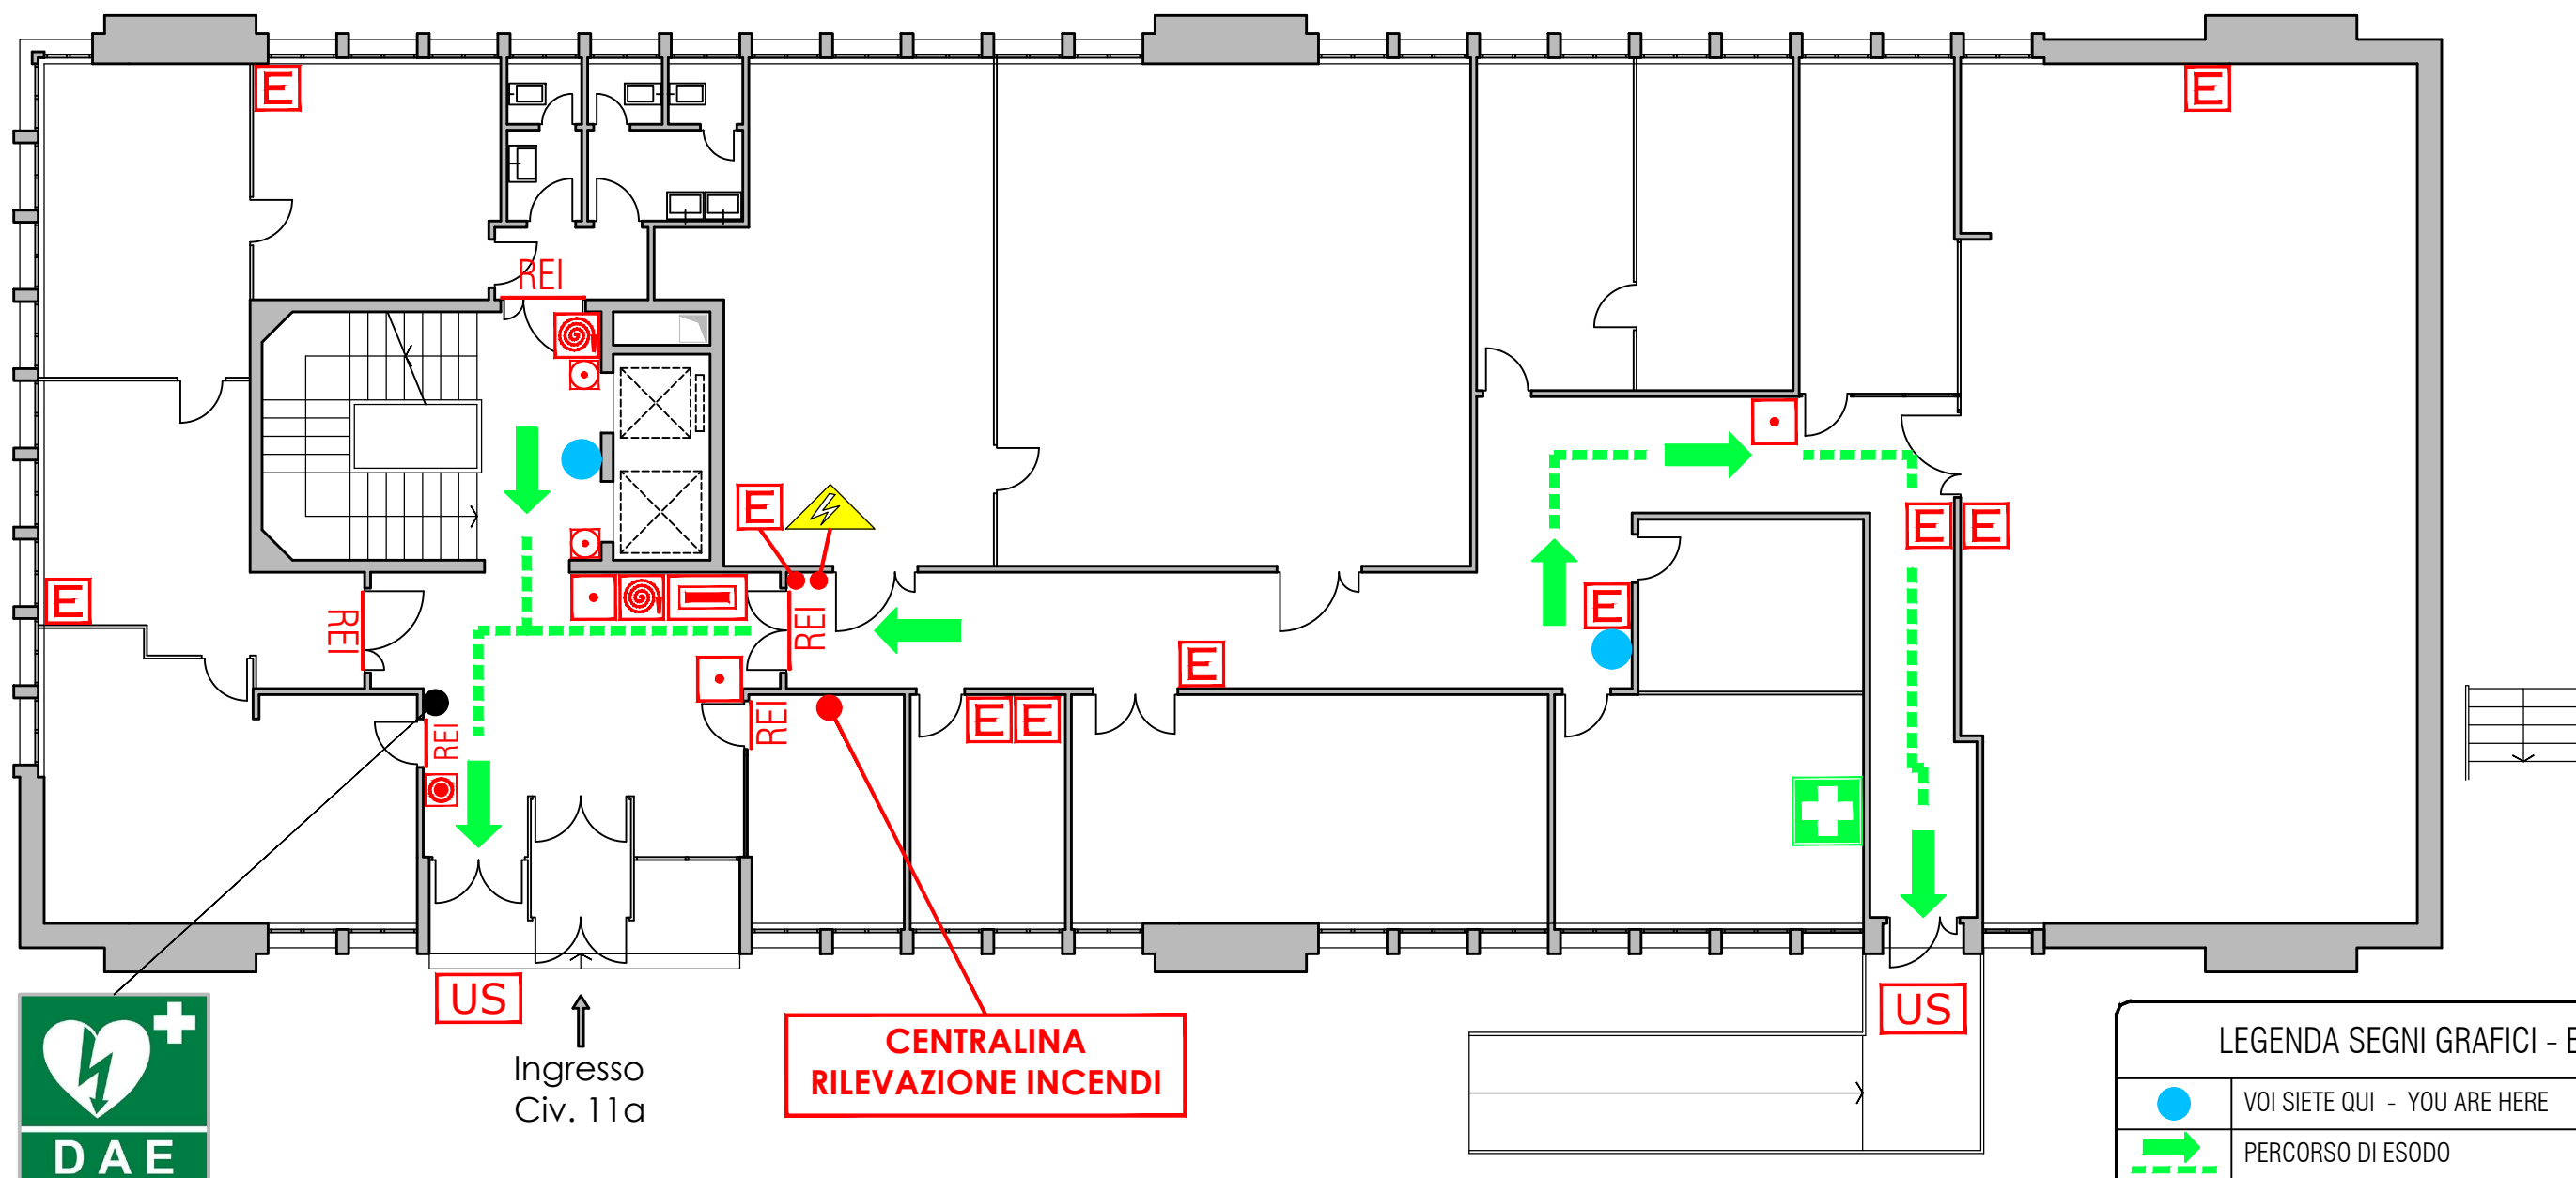 E
E
REI
E
E
E
E
E
REI
REI
E
E
REI
REI
E
E
US
US
Ingresso
Civ. 11a
CENTRALINA
RILEVAZIONE INCENDI
DAE
LEGENDA SEGNI GRAFICI - E
VOI SIETE QUI - YOU ARE HERE
PERCORSO DI ESODO